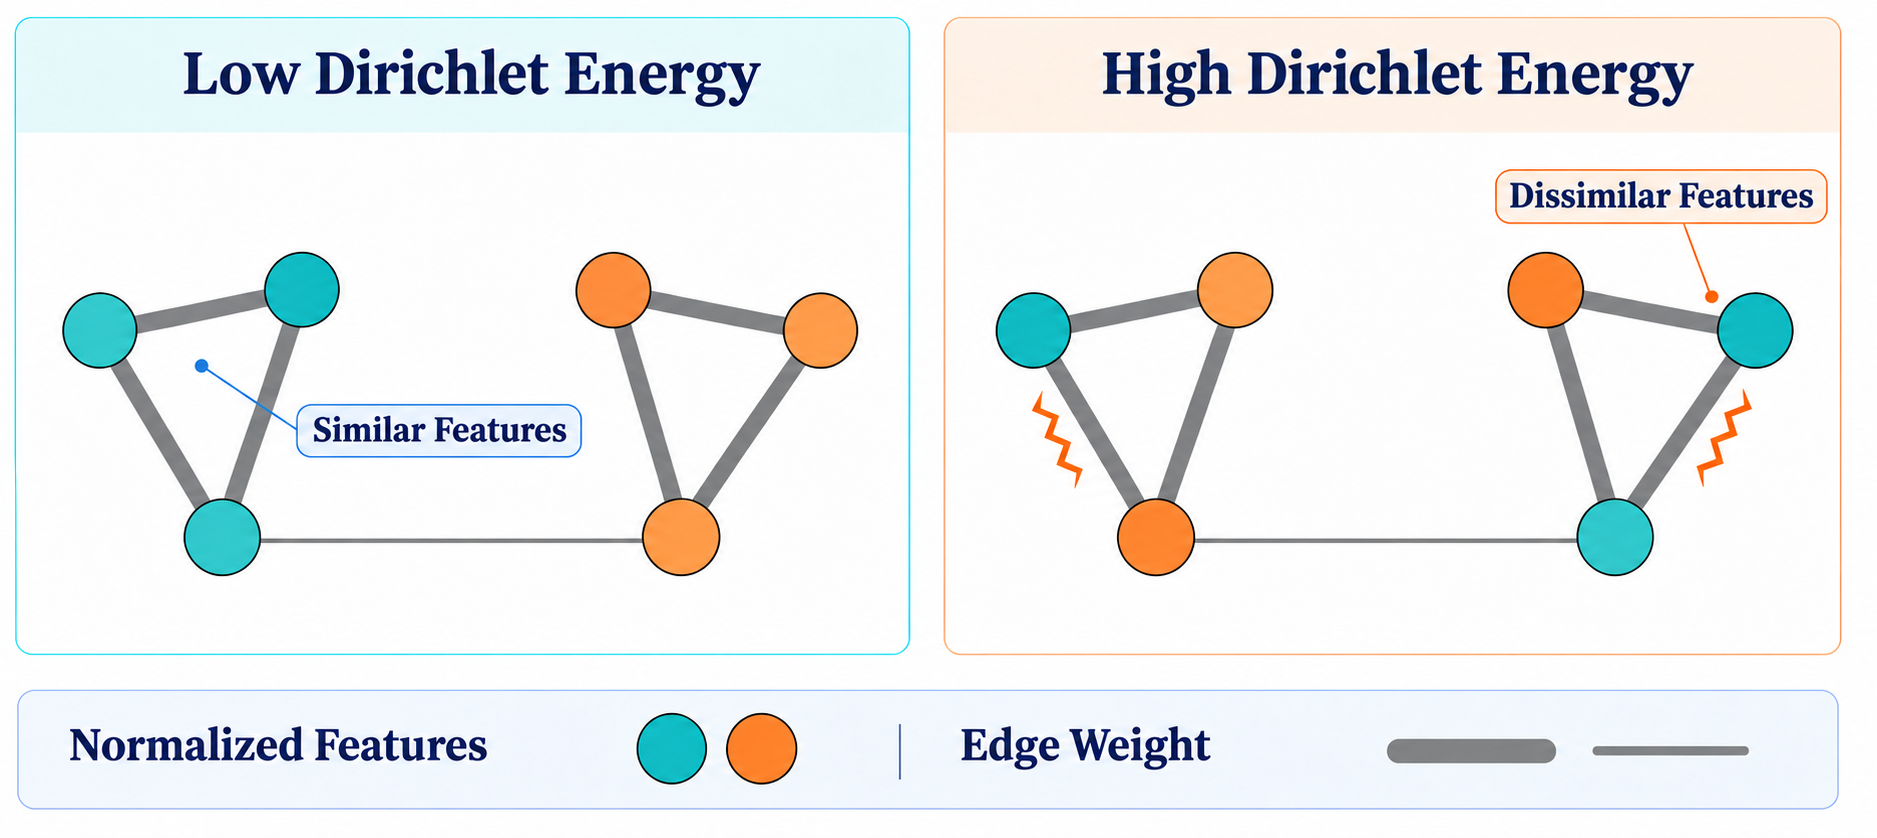 Low Dirichlet Energy
Similar Features
High Dirichlet Energy
Dissimilar Features
Normalized Features
Edge Weight